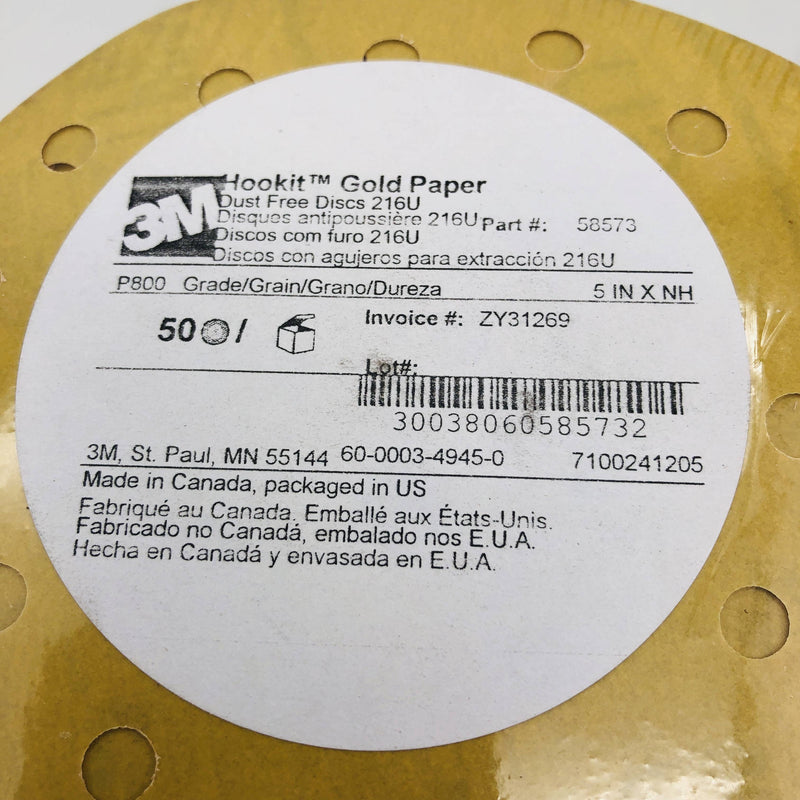 3M
Hookit™ Gold Paper
Dust Free Discs 216U
Disques antipoussière 216U
Part #: 58573
Discos com furo 216U
Discos con agujeros para extracción 216U
P800 Grade/Grain/Grano/Dureza 5 IN X NH
50 /
Invoice #: ZY31269
Lot#:
30038060585732
3M, St. Paul, MN 55144 60-0003-4945-0 7100241205
Made in Canada, packaged in US
Fabriqué au Canada. Emballé aux États-Unis.
Fabricado no Canadá, embalado nos E.U.A.
Hecha en Canadá y envasada en E.U.A.